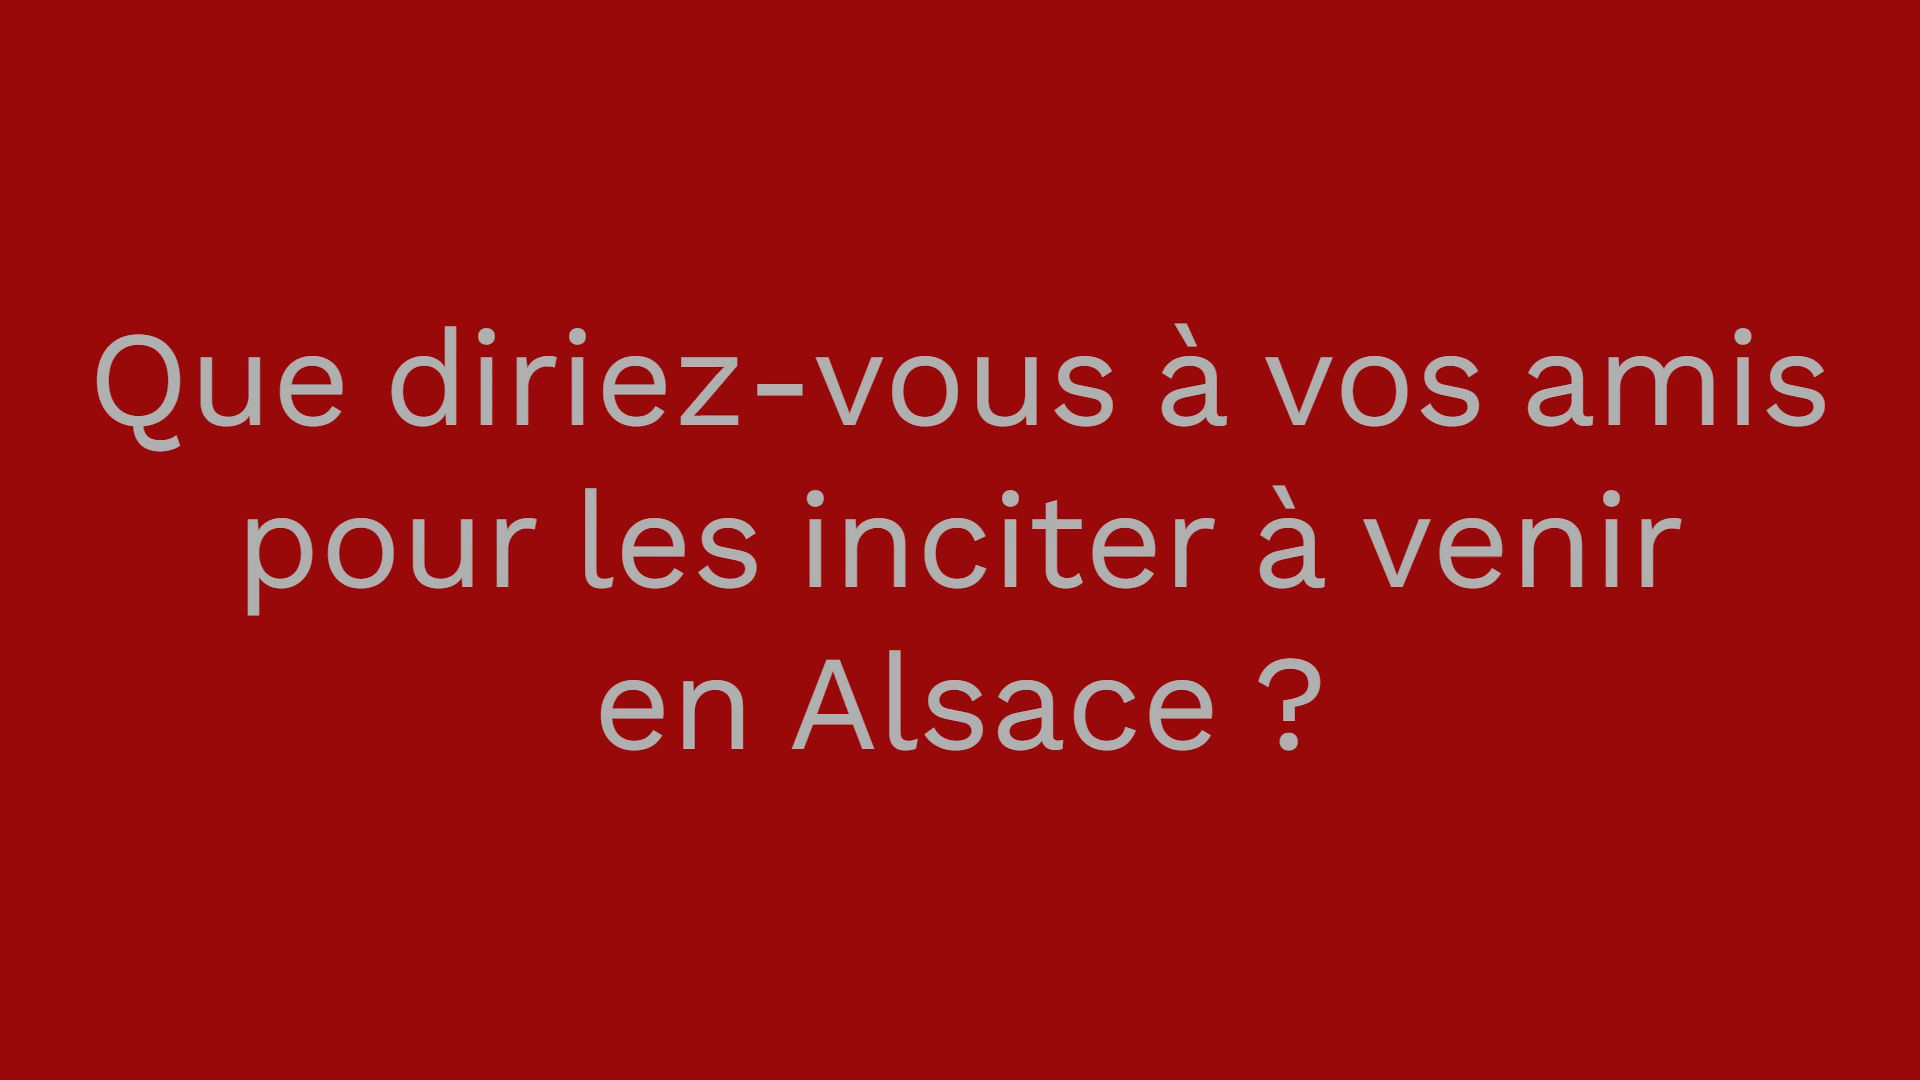 Que diriez-vous à vos amis
pour les inciter à venir
en Alsace ?